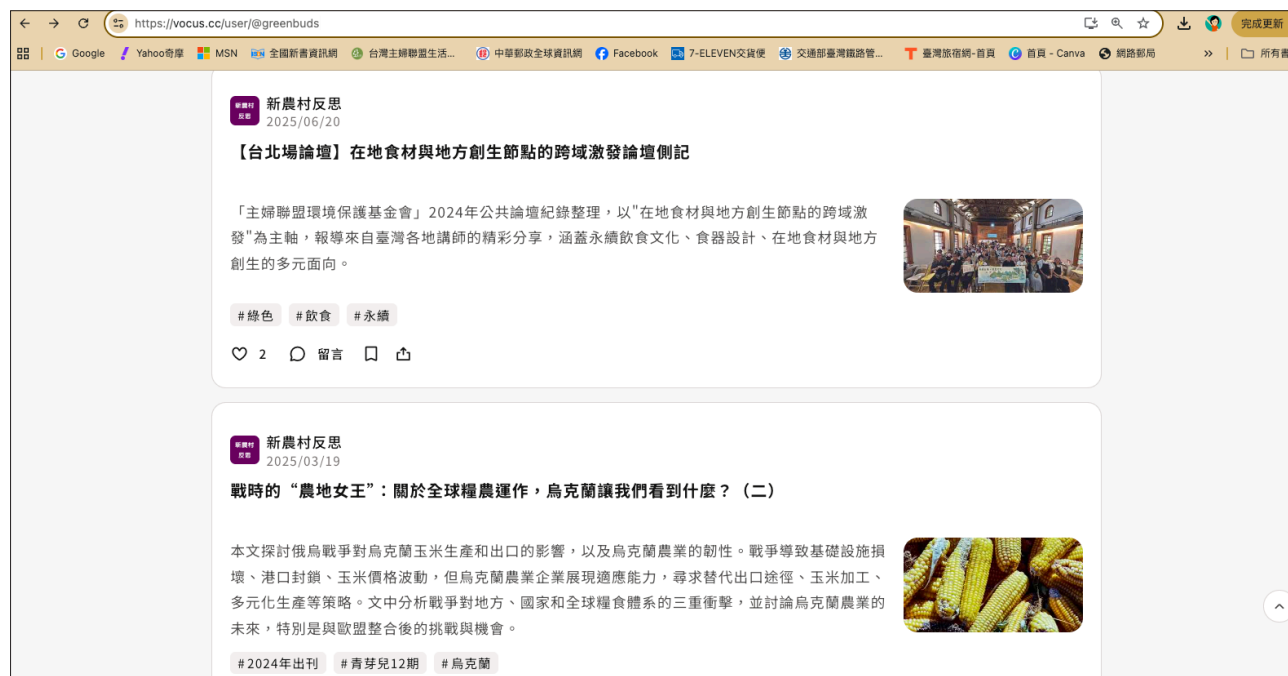 https://vocus.cc/user/@greenbuds
完成更新
Google Yahoo奇摩 MSN 全國新書資訊網 台灣主婦聯盟生活... 中華郵政全球資訊網 Facebook 7-ELEVEN交貨便 交通部臺灣鐵路管... 臺灣旅宿網-首頁 首頁 - Canva 網路郵局 » 所有書
新農村反思
新農村反思
2025/06/20
【台北場論壇】在地食材與地方創生節點的跨域激發論壇側記
「主婦聯盟環境保護基金會」2024年公共論壇紀錄整理，以"在地食材與地方創生節點的跨域激
發"為主軸，報導來自臺灣各地講師的精彩分享，涵蓋永續飲食文化、食器設計、在地食材與地方
創生的多元面向。
#綠色 #飲食 #永續
2 留言
新農村反思
新農村反思
2025/03/19
戰時的“農地女王”：關於全球糧農運作，烏克蘭讓我們看到什麼？（二）
本文探討俄烏戰爭對烏克蘭玉米生產和出口的影響，以及烏克蘭農業的韌性。戰爭導致基礎設施損
壞、港口封鎖、玉米價格波動，但烏克蘭農業企業展現適應能力，尋求替代出口途徑、玉米加工、
多元化生產等策略。文中分析戰爭對地方、國家和全球糧食體系的三重衝擊，並討論烏克蘭農業的
未來，特別是與歐盟整合後的挑戰與機會。
#2024年出刊 #青芽兒12期 #烏克蘭